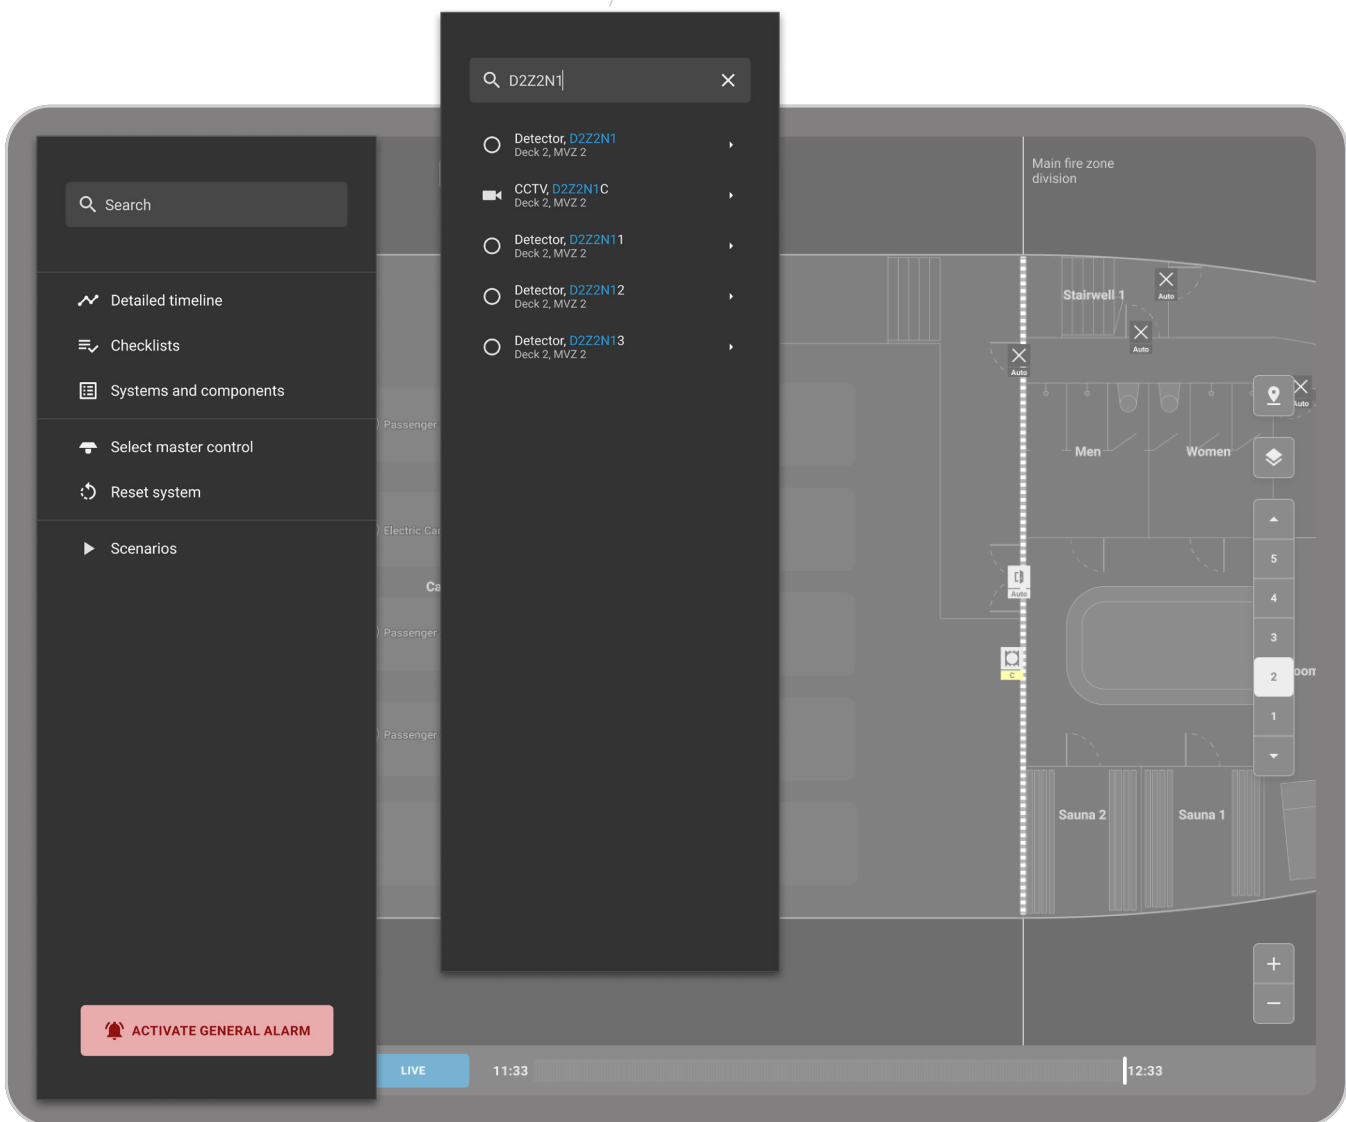 D2Z2N1
Detector, D2Z2N1
Deck 2, MVZ 2
CCTV, D2Z2N1C
Deck 2, MVZ 2
Detector, D2Z2N11
Deck 2, MVZ 2
Detector, D2Z2N12
Deck 2, MVZ 2
Detector, D2Z2N13
Deck 2, MVZ 2
Search
Detailed timeline
Checklists
Systems and components
Select master control
Reset system
Scenarios
ACTIVATE GENERAL ALARM
Passenger
Electric Car
Ca
Passenger
Passenger
Main fire zone
division
Stairwell 1
Auto
Auto
Auto
Auto
Men
Women
Auto
C
oom
Sauna 2
Sauna 1
5
4
3
2
1
+
−
LIVE
11:33
12:33